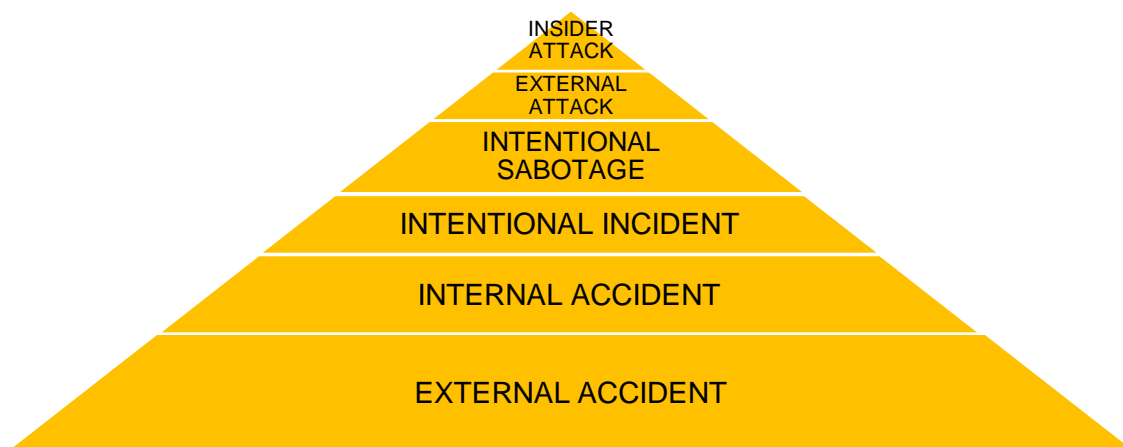 INSIDER
ATTACK
EXTERNAL
ATTACK
INTENTIONAL
SABOTAGE
INTENTIONAL INCIDENT
INTERNAL ACCIDENT
EXTERNAL ACCIDENT